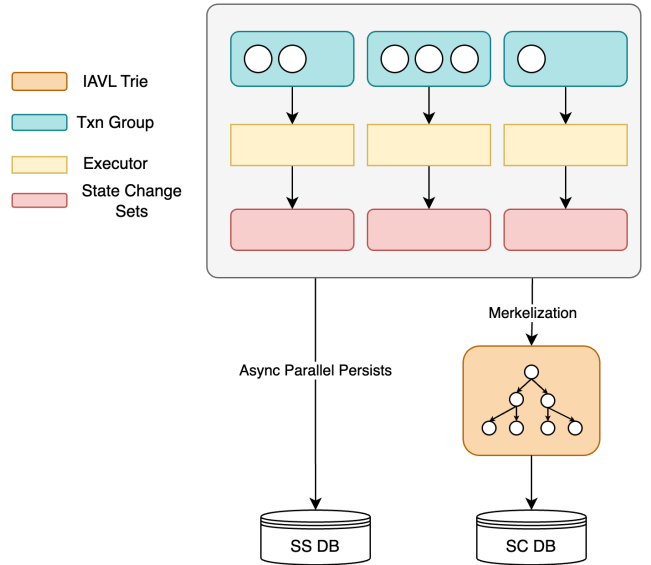 IAVL Trie
Txn Group
Executor
State Change
Sets
Merkelization
Async Parallel Persists
SS DB
SC DB